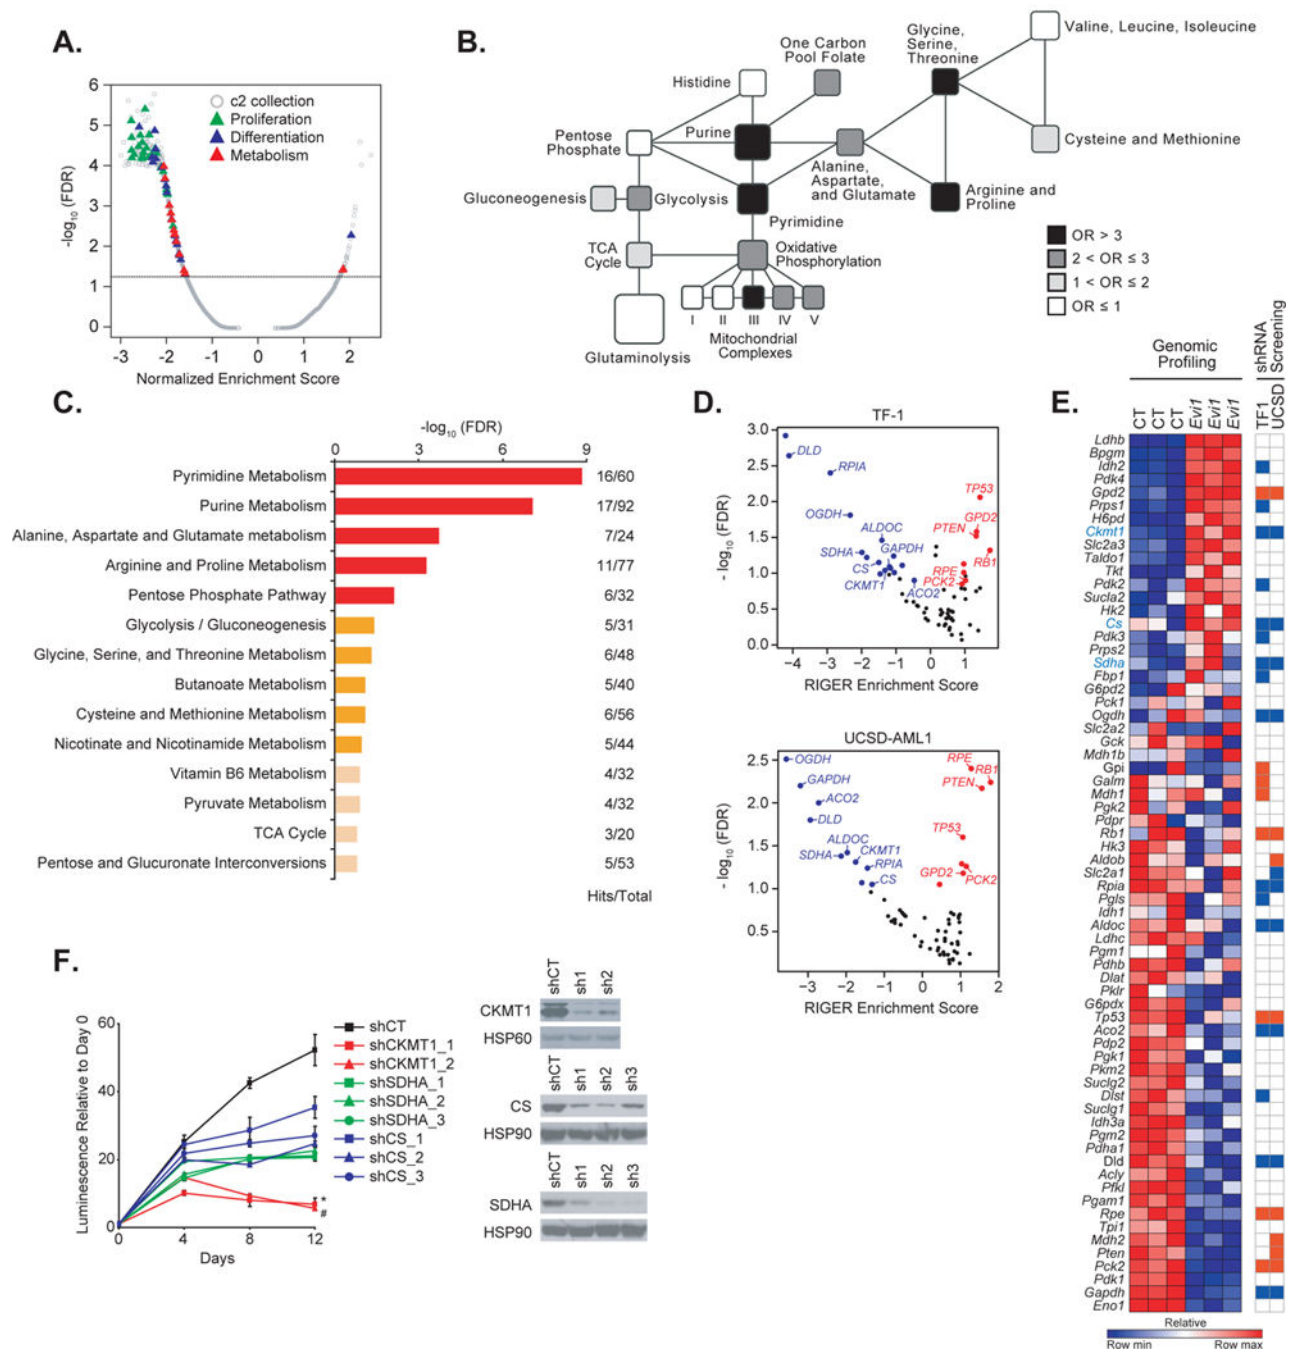 A.
6
5
4
3
2
1
0
-log10 (FDR)
c2 collection
Proliferation
Differentiation
Metabolism
-3 -2 -1 0 1 2
Normalized Enrichment Score
B.
One Carbon
Pool Folate
Glycine,
Serine,
Threonine
Valine, Leucine, Isoleucine
Histidine
Purine
Pentose
Phosphate
Cysteine and Methionine
Alanine,
Aspartate,
and Glutamate
Arginine and
Proline
Gluconeogenesis
Glycolysis
Pyrimidine
TCA
Cycle
Oxidative
Phosphorylation
I II III IV V
Mitochondrial
Complexes
Glutaminolysis
OR > 3
2 < OR ≤ 3
1 < OR ≤ 2
OR ≤ 1
C.
-log10 (FDR)
0 3 6 9
Pyrimidine Metabolism 16/60
Purine Metabolism 17/92
Alanine, Aspartate and Glutamate metabolism 7/24
Arginine and Proline Metabolism 11/77
Pentose Phosphate Pathway 6/32
Glycolysis / Gluconeogenesis 5/31
Glycine, Serine, and Threonine Metabolism 6/48
Butanoate Metabolism 5/40
Cysteine and Methionine Metabolism 6/56
Nicotinate and Nicotinamide Metabolism 5/44
Vitamin B6 Metabolism 4/32
Pyruvate Metabolism 4/32
TCA Cycle 3/20
Pentose and Glucuronate Interconversions 5/53
Hits/Total
D.
TF-1
3.0
2.5
2.0
1.5
1.0
0.5
0.0
- log10 (FDR)
DLD
RPIA
TP53
OGDH
GPD2
PTEN
ALDOC
SDHA
GAPDH
RB1
CS
RPE
CKMT1
PCK2
ACO2
-4 -3 -2 -1 0 1 2
RIGER Enrichment Score
UCSD-AML1
2.5
2.0
1.5
1.0
0.5
- log10 (FDR)
OGDH
RPE
RB1
GAPDH
PTEN
ACO2
DLD
TP53
ALDOC
SDHA
CKMT1
RPIA
GPD2
PCK2
CS
-3 -2 -1 0 1 2
RIGER Enrichment Score
E.
Genomic
Profiling
shRNA
Screening
CT
CT
CT
Evi1
Evi1
Evi1
TF1
UCSD
Ldhb
Bpgm
Idh2
Pdk4
Gpd2
Prps1
H6pd
Ckmt1
Slc2a3
Taldo1
Tkt
Pdk2
Sucla2
Hk2
Cs
Pdk3
Prps2
Sdha
Fbp1
G6pd2
Pck1
Ogdh
Slc2a2
Gck
Mdh1b
Gpi
Galm
Mdh1
Pgk2
Pdpr
Rb1
Hk3
Aldob
Slc2a1
Rpia
Pgls
Idh1
Aldoc
Ldhc
Pgm1
Pdhb
Dlat
Pklr
G6pdx
Tp53
Aco2
Pdp2
Pgk1
Pkm2
Suclg2
Dlst
Suclg1
Idh3a
Pgm2
Pdha1
Dld
Acly
Pfkl
Pgam1
Rpe
Tpi1
Mdh2
Pten
Pck2
Pdk1
Gapdh
Eno1
Relative
Row min Row max
F.
60
40
20
0
Luminescence Relative to Day 0
0 4 8 12
Days
*
#
shCT
shCKMT1_1
shCKMT1_2
shSDHA_1
shSDHA_2
shSDHA_3
shCS_1
shCS_2
shCS_3
shCT
sh1
sh2
CKMT1
HSP60
shCT
sh1
sh2
sh3
CS
HSP90
shCT
sh1
sh2
sh3
SDHA
HSP90